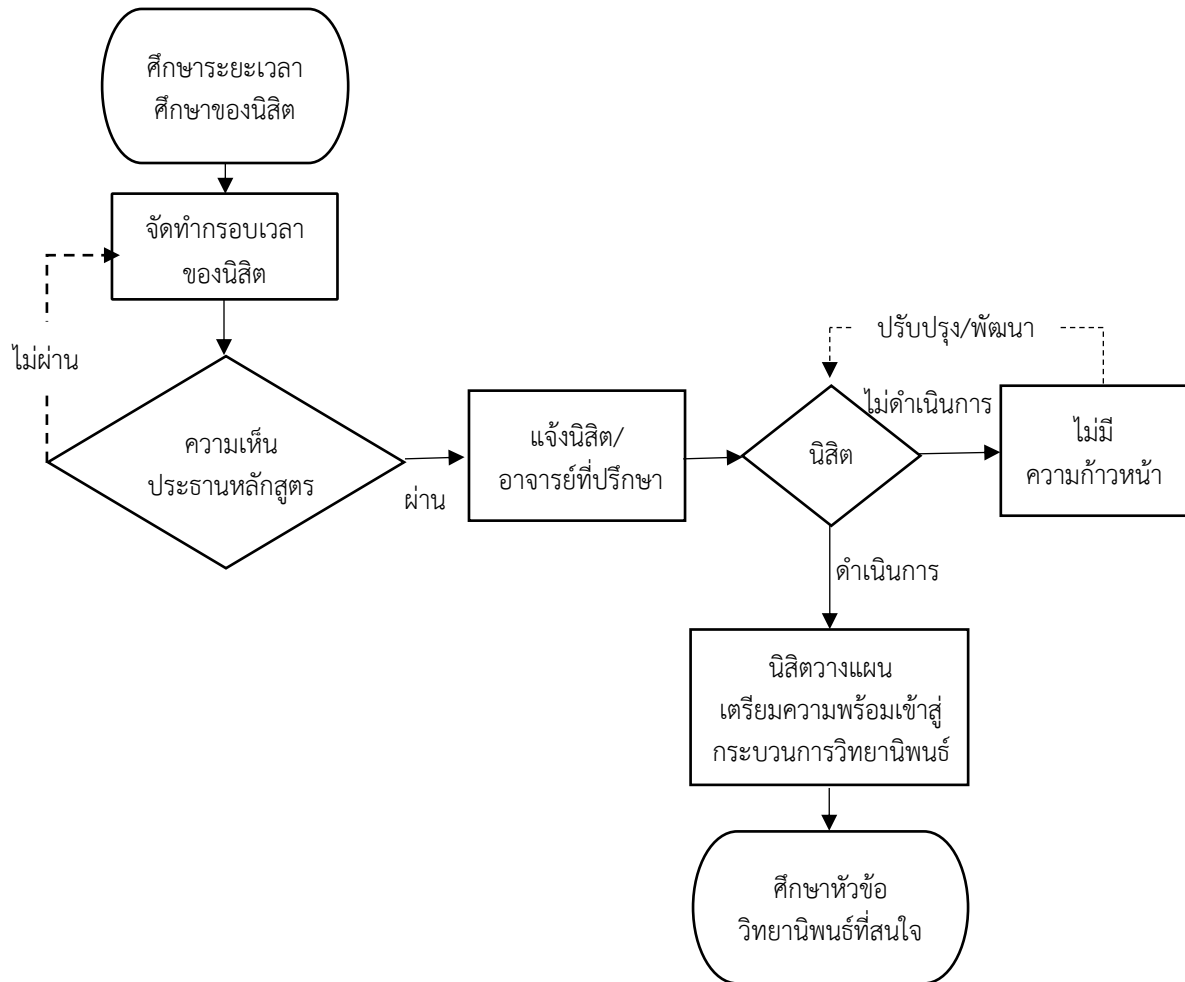 ศึกษาระยะเวลา
ศึกษาของนิสิต
จัดทำกรอบเวลา
ของนิสิต
ไม่ผ่าน
ความเห็น
ประธานหลักสูตร
ผ่าน
แจ้งนิสิต/
อาจารย์ที่ปรึกษา
ปรับปรุง/พัฒนา
นิสิต
ไม่ดำเนินการ
ไม่มี
ความก้าวหน้า
ดำเนินการ
นิสิตวางแผน
เตรียมความพร้อมเข้าสู่
กระบวนการวิทยานิพนธ์
ศึกษาหัวข้อ
วิทยานิพนธ์ที่สนใจ